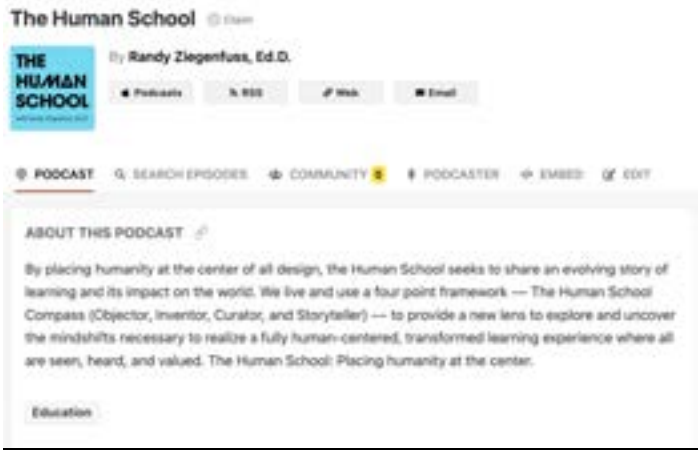 The Human School Claim
THE
HUMAN
SCHOOL
By Randy Ziegenfuss, Ed.D.
Podcasts RSS Web Email
PODCAST SEARCH EPISODES COMMUNITY 0 PODCASTER EMBED EDIT
ABOUT THIS PODCAST
By placing humanity at the center of all design, the Human School seeks to share an evolving story of
learning and its impact on the world. We live and use a four point framework — The Human School
Compass (Objector, Inventor, Curator, and Storyteller) — to provide a new lens to explore and uncover
the mindshifts necessary to realize a fully human-centered, transformed learning experience where all
are seen, heard, and valued. The Human School: Placing humanity at the center.
Education